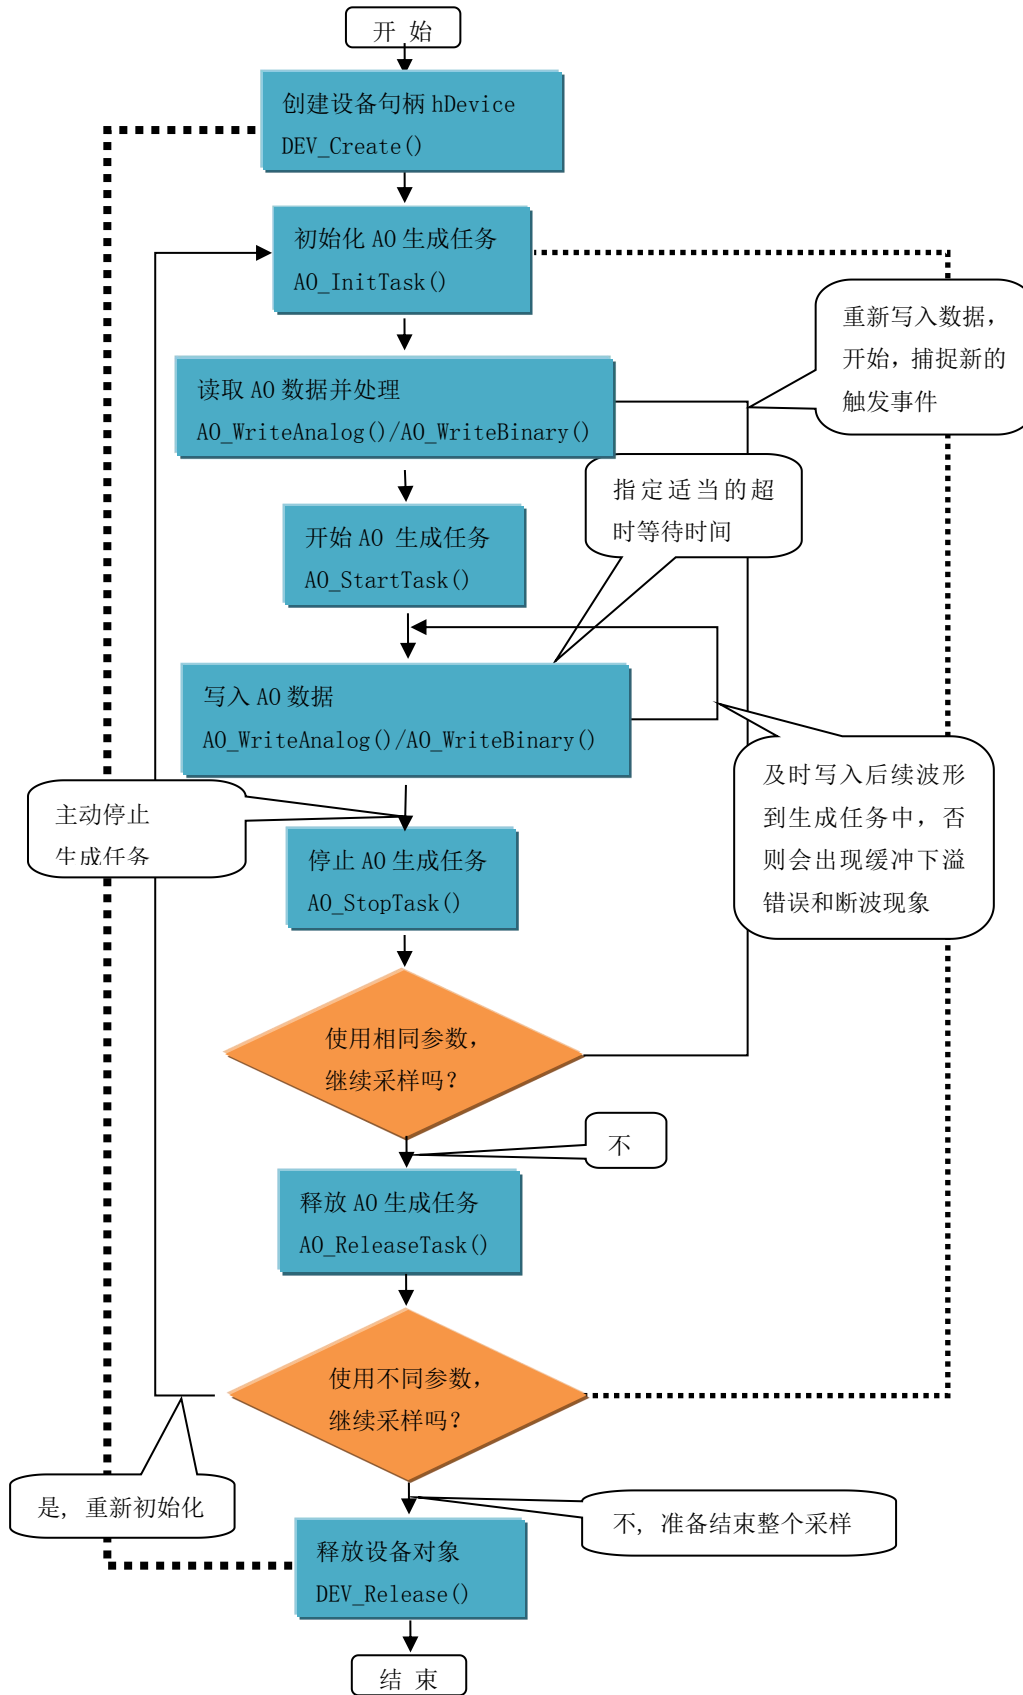 开 始
创建设备句柄 hDevice
DEV_Create()
初始化 AO 生成任务
AO_InitTask()
重新写入数据，
开始，捕捉新的
触发事件
读取 AO 数据并处理
AO_WriteAnalog()/AO_WriteBinary()
指定适当的超
时等待时间
开始 AO 生成任务
AO_StartTask()
写入 AO 数据
AO_WriteAnalog()/AO_WriteBinary()
及时写入后续波形
到生成任务中，否
则会出现缓冲下溢
错误和断波现象
主动停止
生成任务
停止 AO 生成任务
AO_StopTask()
使用相同参数，
继续采样吗？
不
释放 AO 生成任务
AO_ReleaseTask()
使用不同参数，
继续采样吗？
是，重新初始化
不，准备结束整个采样
释放设备对象
DEV_Release()
结 束